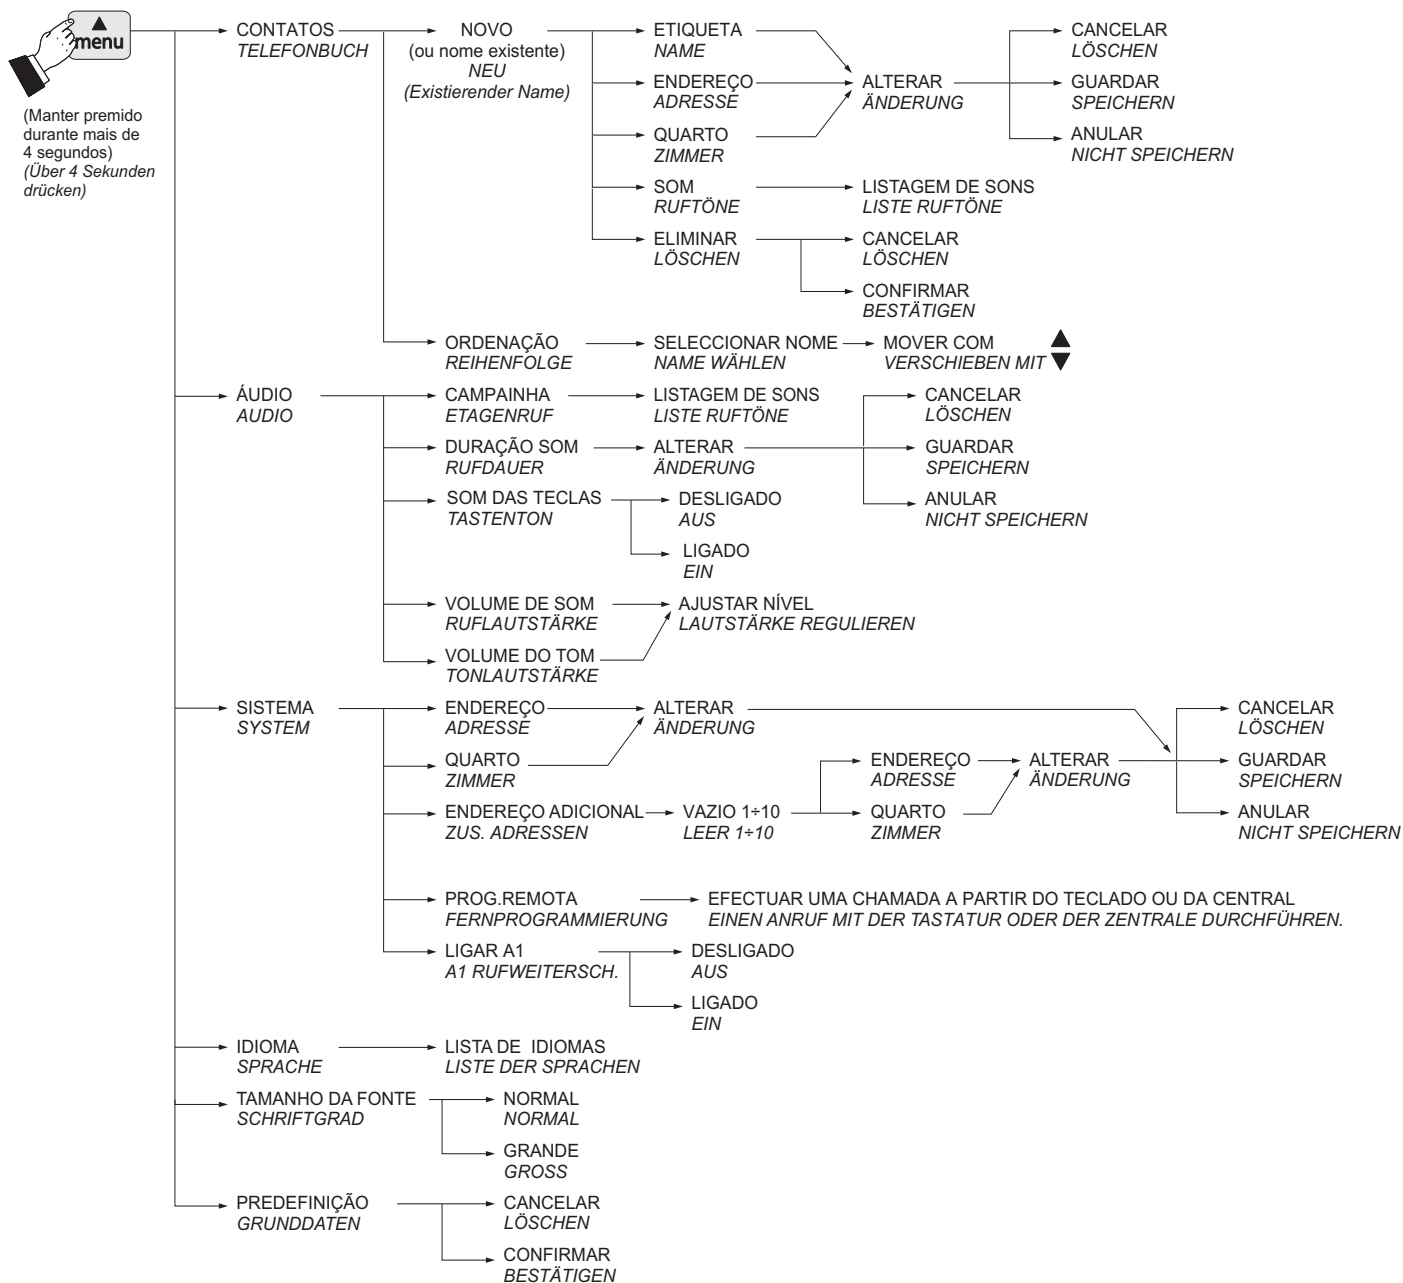 menu
(Manter premido
durante mais de
4 segundos)
(Über 4 Sekunden
drücken)
CONTATOS
TELEFONBUCH
NOVO
(ou nome existente)
NEU
(Existierender Name)
ETIQUETA
NAME
ENDEREÇO
ADRESSE
QUARTO
ZIMMER
ALTERAR
ÄNDERUNG
CANCELAR
LÖSCHEN
GUARDAR
SPEICHERN
ANULAR
NICHT SPEICHERN
SOM
RUFTÖNE
LISTAGEM DE SONS
LISTE RUFTÖNE
ELIMINAR
LÖSCHEN
CANCELAR
LÖSCHEN
CONFIRMAR
BESTÄTIGEN
ORDENAÇÃO
REIHENFOLGE
SELECCIONAR NOME
NAME WÄHLEN
MOVER COM
VERSCHIEBEN MIT
ÁUDIO
AUDIO
CAMPAINHA
ETAGENRUF
LISTAGEM DE SONS
LISTE RUFTÖNE
DURAÇÃO SOM
RUFDAUER
ALTERAR
ÄNDERUNG
CANCELAR
LÖSCHEN
GUARDAR
SPEICHERN
ANULAR
NICHT SPEICHERN
SOM DAS TECLAS
TASTENTON
DESLIGADO
AUS
LIGADO
EIN
VOLUME DE SOM
RUFLAUTSTÄRKE
AJUSTAR NÍVEL
LAUTSTÄRKE REGULIEREN
VOLUME DO TOM
TONLAUTSTÄRKE
SISTEMA
SYSTEM
ENDEREÇO
ADRESSE
ALTERAR
ÄNDERUNG
QUARTO
ZIMMER
ENDEREÇO ADICIONAL
ZUS. ADRESSEN
VAZIO 1÷10
LEER 1÷10
ENDEREÇO
ADRESSE
QUARTO
ZIMMER
ALTERAR
ÄNDERUNG
CANCELAR
LÖSCHEN
GUARDAR
SPEICHERN
ANULAR
NICHT SPEICHERN
PROG.REMOTA
FERNPROGRAMMIERUNG
EFECTUAR UMA CHAMADA A PARTIR DO TECLADO OU DA CENTRAL
EINEN ANRUF MIT DER TASTATUR ODER DER ZENTRALE DURCHFÜHREN.
LIGAR A1
A1 RUFWEITERSCH.
DESLIGADO
AUS
LIGADO
EIN
IDIOMA
SPRACHE
LISTA DE IDIOMAS
LISTE DER SPRACHEN
TAMANHO DA FONTE
SCHRIFTGRAD
NORMAL
NORMAL
GRANDE
GROSS
PREDEFINIÇÃO
GRUNDDATEN
CANCELAR
LÖSCHEN
CONFIRMAR
BESTÄTIGEN